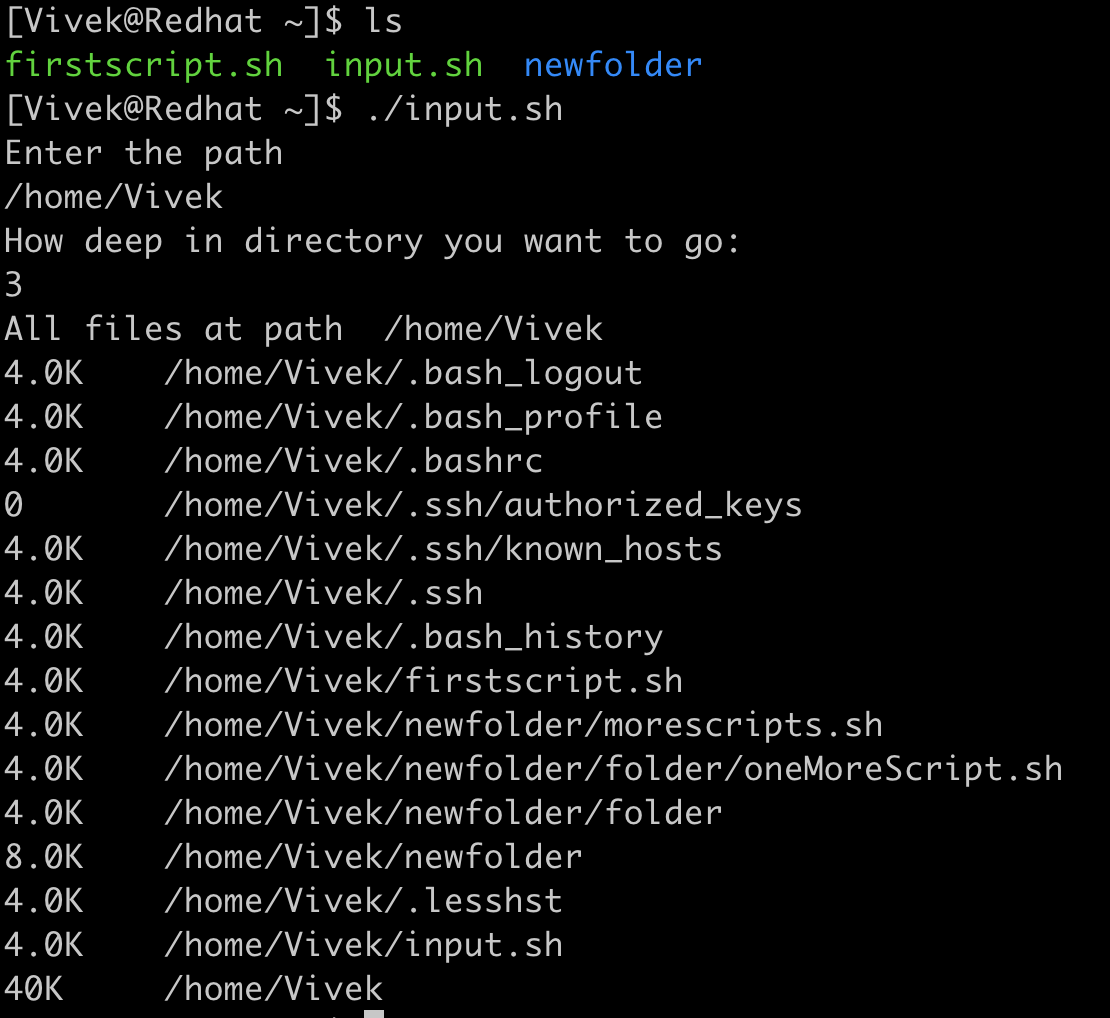 [Vivek@Redhat ~]$ ls
firstscript.sh  input.sh  newfolder
[Vivek@Redhat ~]$ ./input.sh
Enter the path
/home/Vivek
How deep in directory you want to go:
3
All files at path  /home/Vivek
4.0K    /home/Vivek/.bash_logout
4.0K    /home/Vivek/.bash_profile
4.0K    /home/Vivek/.bashrc
0       /home/Vivek/.ssh/authorized_keys
4.0K    /home/Vivek/.ssh/known_hosts
4.0K    /home/Vivek/.ssh
4.0K    /home/Vivek/.bash_history
4.0K    /home/Vivek/firstscript.sh
4.0K    /home/Vivek/newfolder/morescripts.sh
4.0K    /home/Vivek/newfolder/folder/oneMoreScript.sh
4.0K    /home/Vivek/newfolder/folder
8.0K    /home/Vivek/newfolder
4.0K    /home/Vivek/.lesshst
4.0K    /home/Vivek/input.sh
40K     /home/Vivek